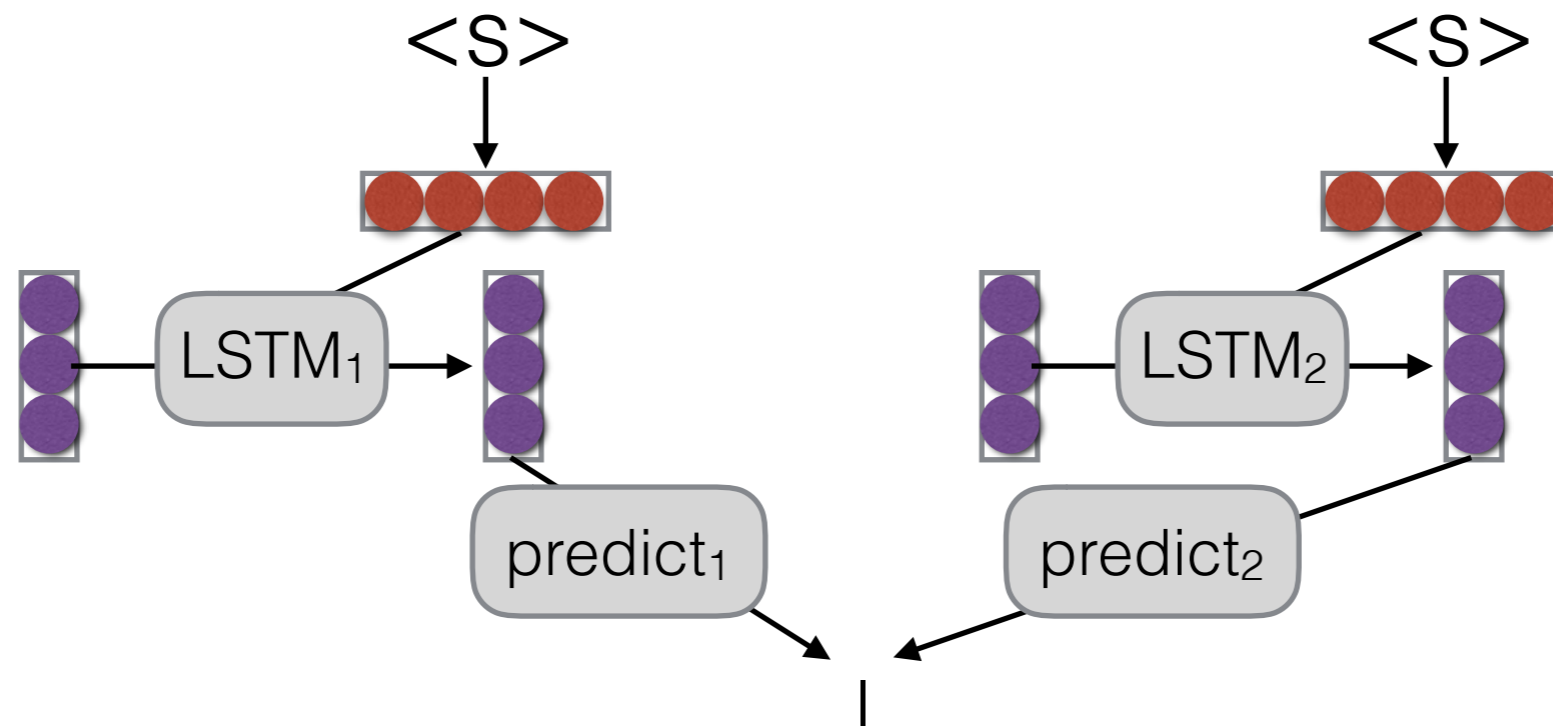 <s> <s>
LSTM₁ LSTM₂
predict₁ predict₂
I